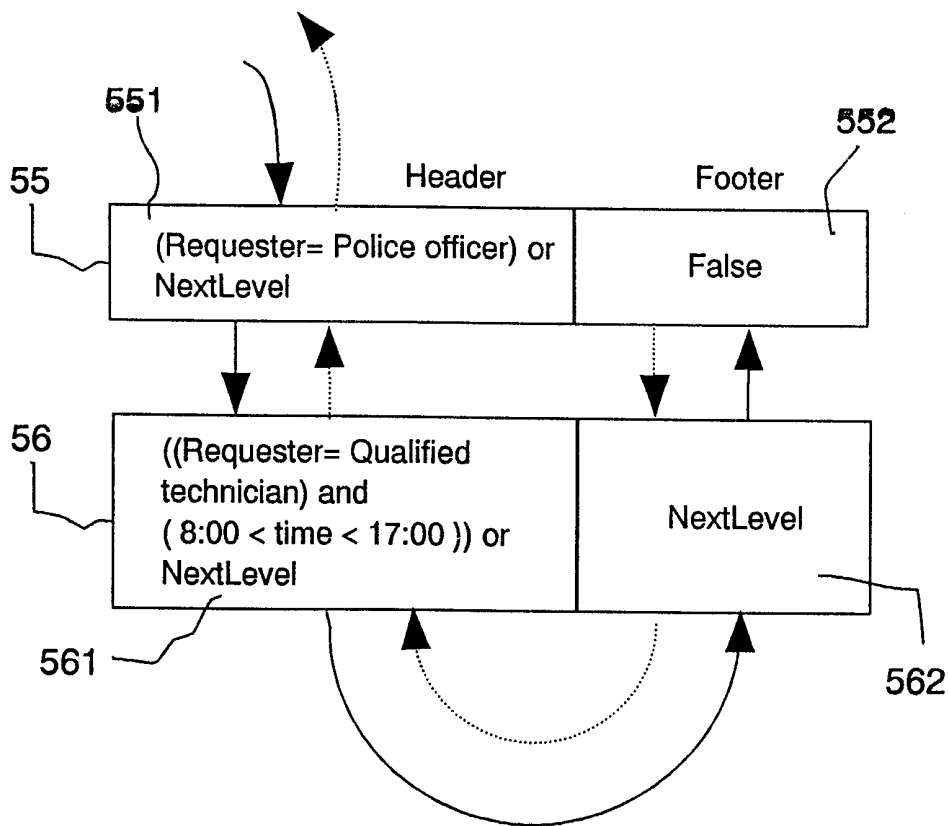 551
552
55
Header
Footer
(Requester= Police officer) or
NextLevel
False
56
((Requester= Qualified
technician) and
( 8:00 < time < 17:00 )) or
NextLevel
NextLevel
561
562